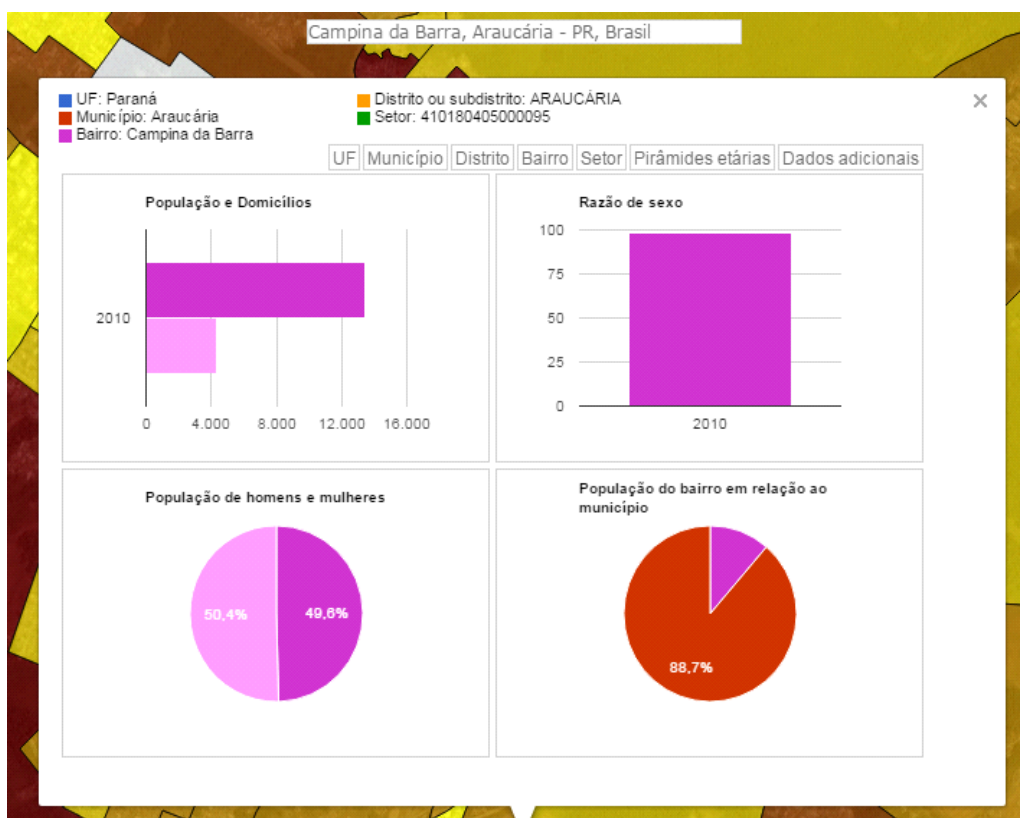 Campina da Barra, Araucária - PR, Brasil
UF: Paraná
Município: Araucária
Bairro: Campina da Barra
Distrito ou subdistrito: ARAUCÁRIA
Setor: 410180405000095
×
UF Município Distrito Bairro Setor Pirâmides etárias Dados adicionais
População e Domicílios
2010
0 4.000 8.000 12.000 16.000
Razão de sexo
100
75
50
25
0
2010
População de homens e mulheres
50,4% 49,6%
População do bairro em relação ao
município
88,7%